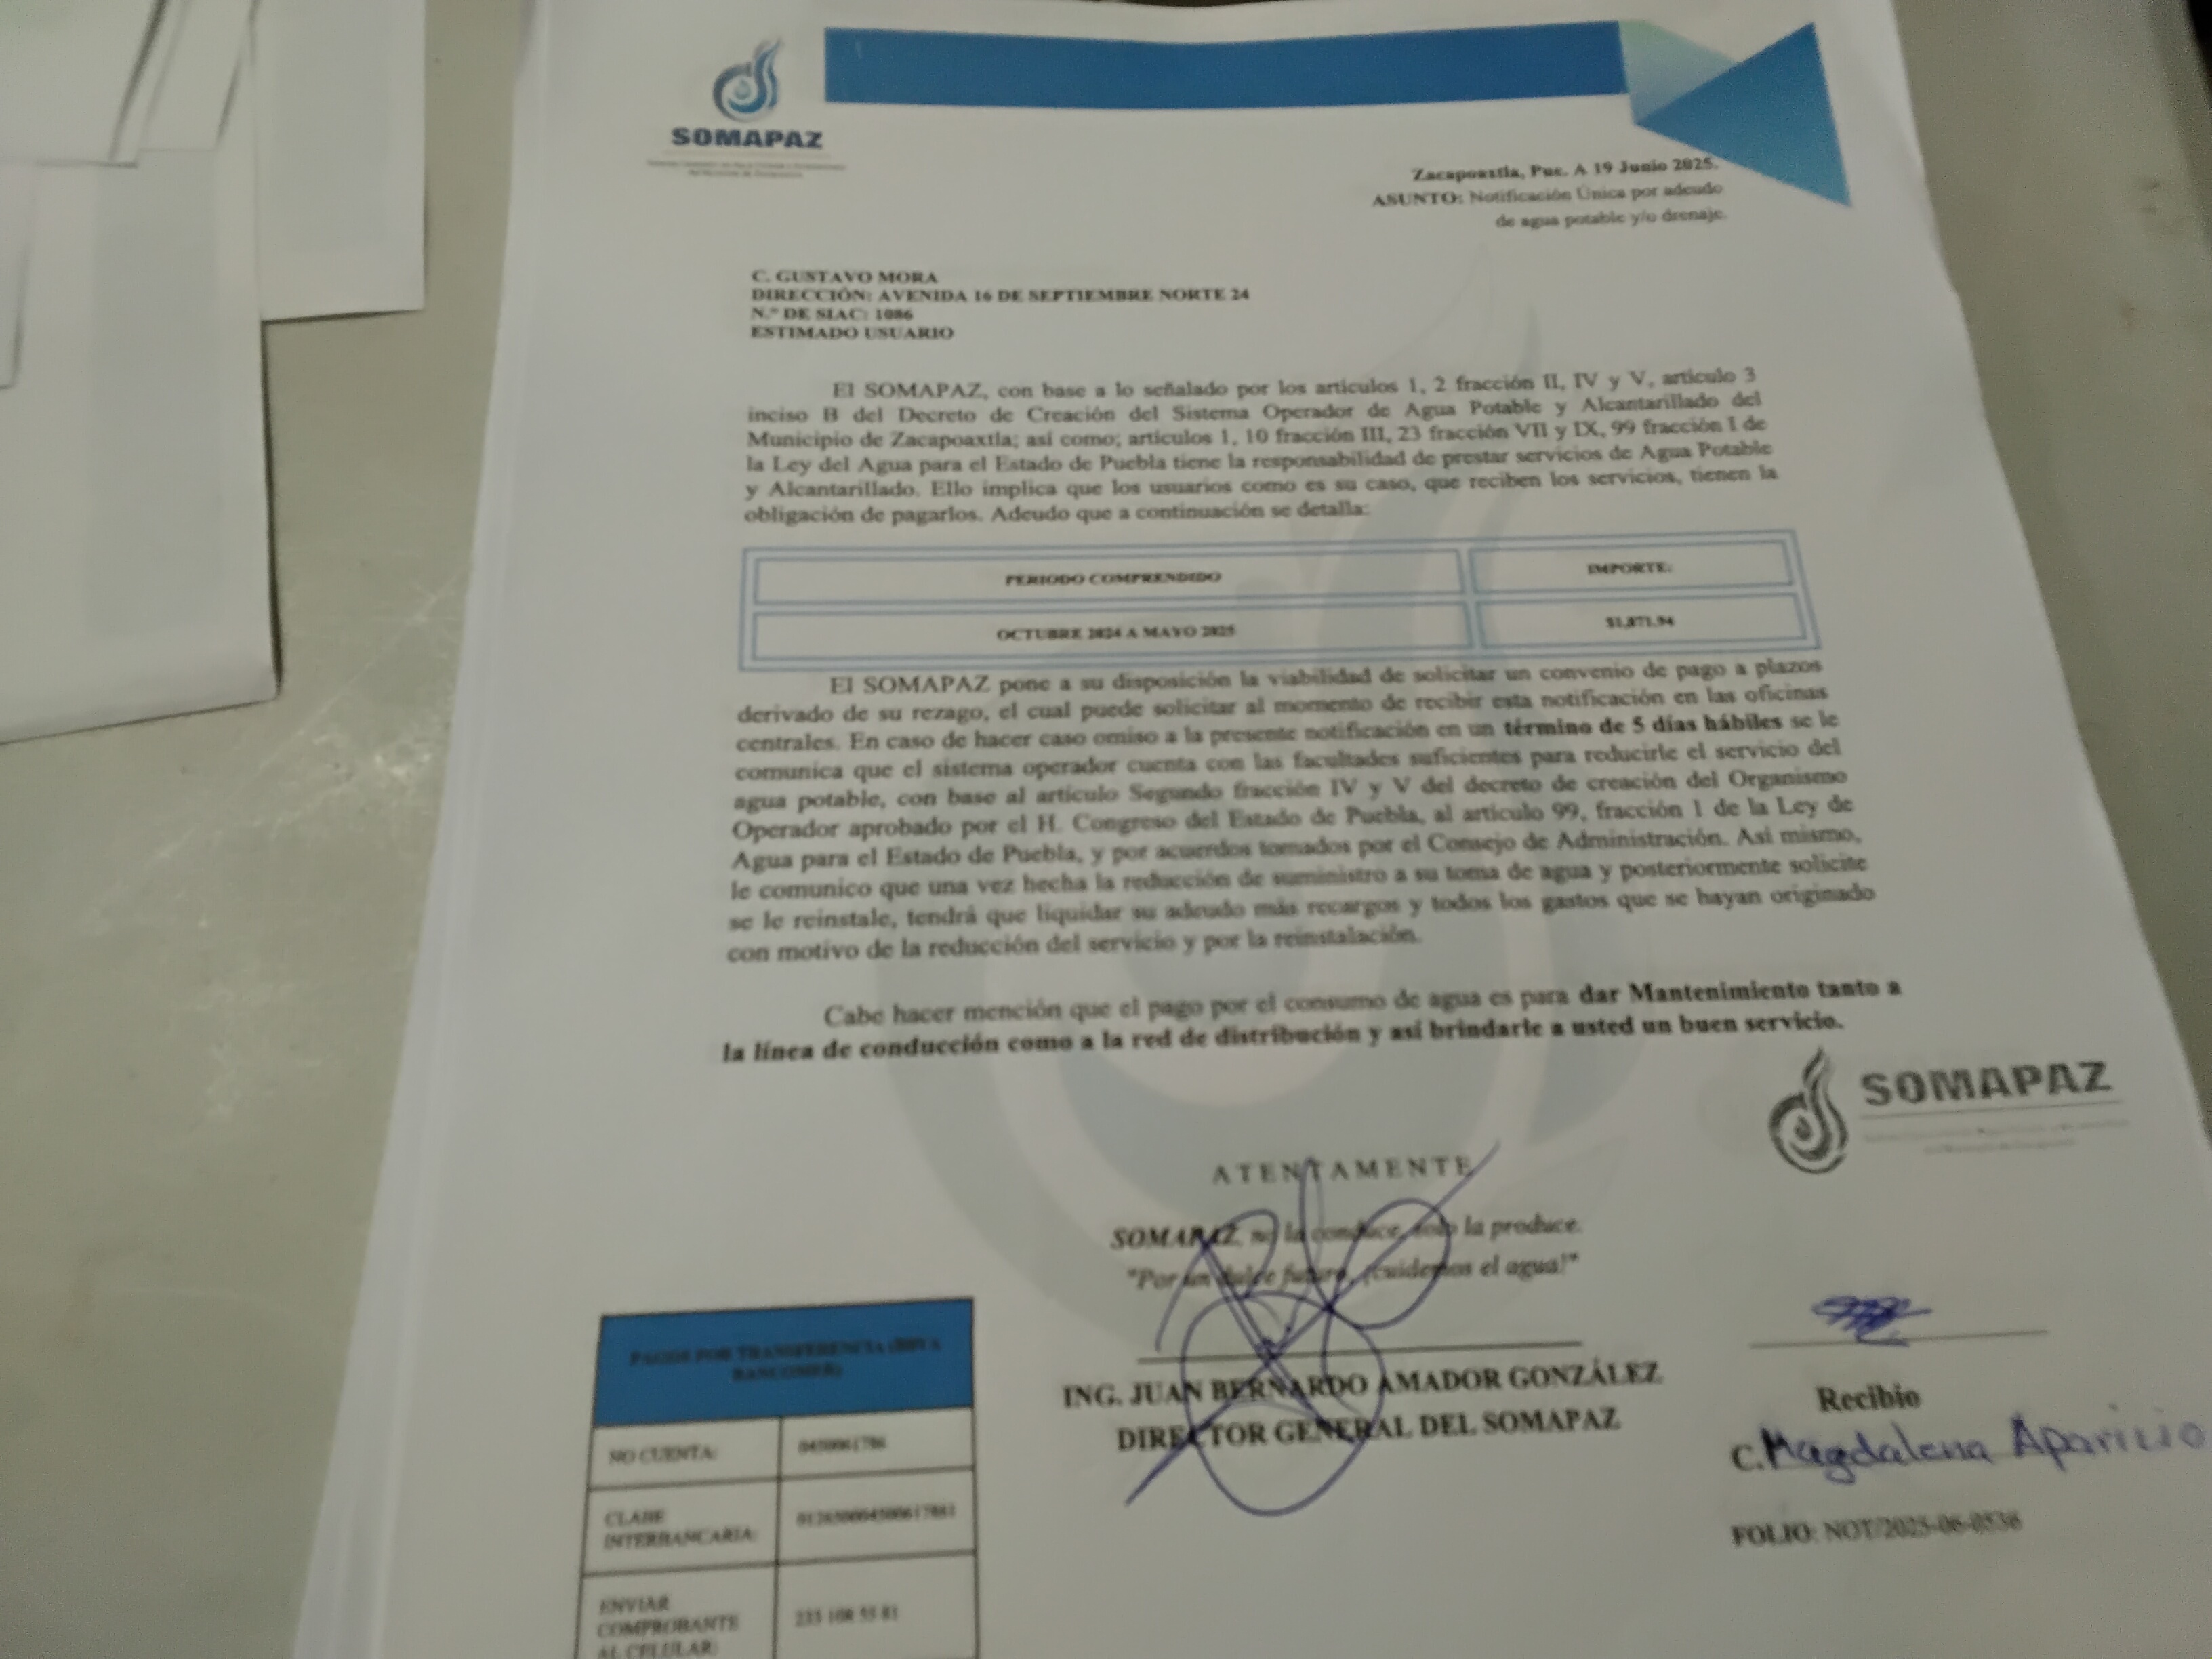 SOMAPAZ
Zacapoaxtla, Pue. A 19 Junio 2025.
ASUNTO: Notificación Única por adeudo
de agua potable y/o drenaje.
C. GUSTAVO MORA
DIRECCIÓN: AVENIDA 16 DE SEPTIEMBRE NORTE 24
N.° DE SIAC: 1086
ESTIMADO USUARIO
El SOMAPAZ, con base a lo señalado por los artículos 1, 2 fracción II, IV y V, artículo 3
inciso B del Decreto de Creación del Sistema Operador de Agua Potable y Alcantarillado del
Municipio de Zacapoaxtla; así como; artículos 1, 10 fracción III, 23 fracción VII y IX, 99 fracción I de
la Ley del Agua para el Estado de Puebla tiene la responsabilidad de prestar servicios de Agua Potable
y Alcantarillado. Ello implica que los usuarios como es su caso, que reciben los servicios, tienen la
obligación de pagarlos. Adeudo que a continuación se detalla:
PERIODO COMPRENDIDO
IMPORTE:
OCTUBRE 2024 A MAYO 2025
$1,871.94
El SOMAPAZ pone a su disposición la viabilidad de solicitar un convenio de pago a plazos
derivado de su rezago, el cual puede solicitar al momento de recibir esta notificación en las oficinas
centrales. En caso de hacer caso omiso a la presente notificación en un término de 5 días hábiles se le
comunica que el sistema operador cuenta con las facultades suficientes para reducirle el servicio del
agua potable, con base al artículo Segundo fracción IV y V del decreto de creación del Organismo
Operador aprobado por el H. Congreso del Estado de Puebla, al artículo 99, fracción 1 de la Ley de
Agua para el Estado de Puebla, y por acuerdos tomados por el Consejo de Administración. Así mismo,
le comunico que una vez hecha la reducción de suministro a su toma de agua y posteriormente solicite
se le reinstale, tendrá que liquidar su adeudo más recargos y todos los gastos que se hayan originado
con motivo de la reducción del servicio y por la reinstalación.
Cabe hacer mención que el pago por el consumo de agua es para dar Mantenimiento tanto a
la línea de conducción como a la red de distribución y así brindarle a usted un buen servicio.
SOMAPAZ
ATENTAMENTE
SOMAPAZ, no la conduce, solo la produce.
"Por un dulce futuro, ¡cuidemos el agua!"
ING. JUAN BERNARDO AMADOR GONZÁLEZ
DIRECTOR GENERAL DEL SOMAPAZ
Recibio
C. Magdalena Aparicio
FOLIO: NOT/2025-06-0536
PAGOS POR TRANSFERENCIA (BBVA
BANCOMER)
NO CUENTA:
CLABE
INTERBANCARIA:
ENVIAR
COMPROBANTE
AL CELULAR:
233 108 55 81